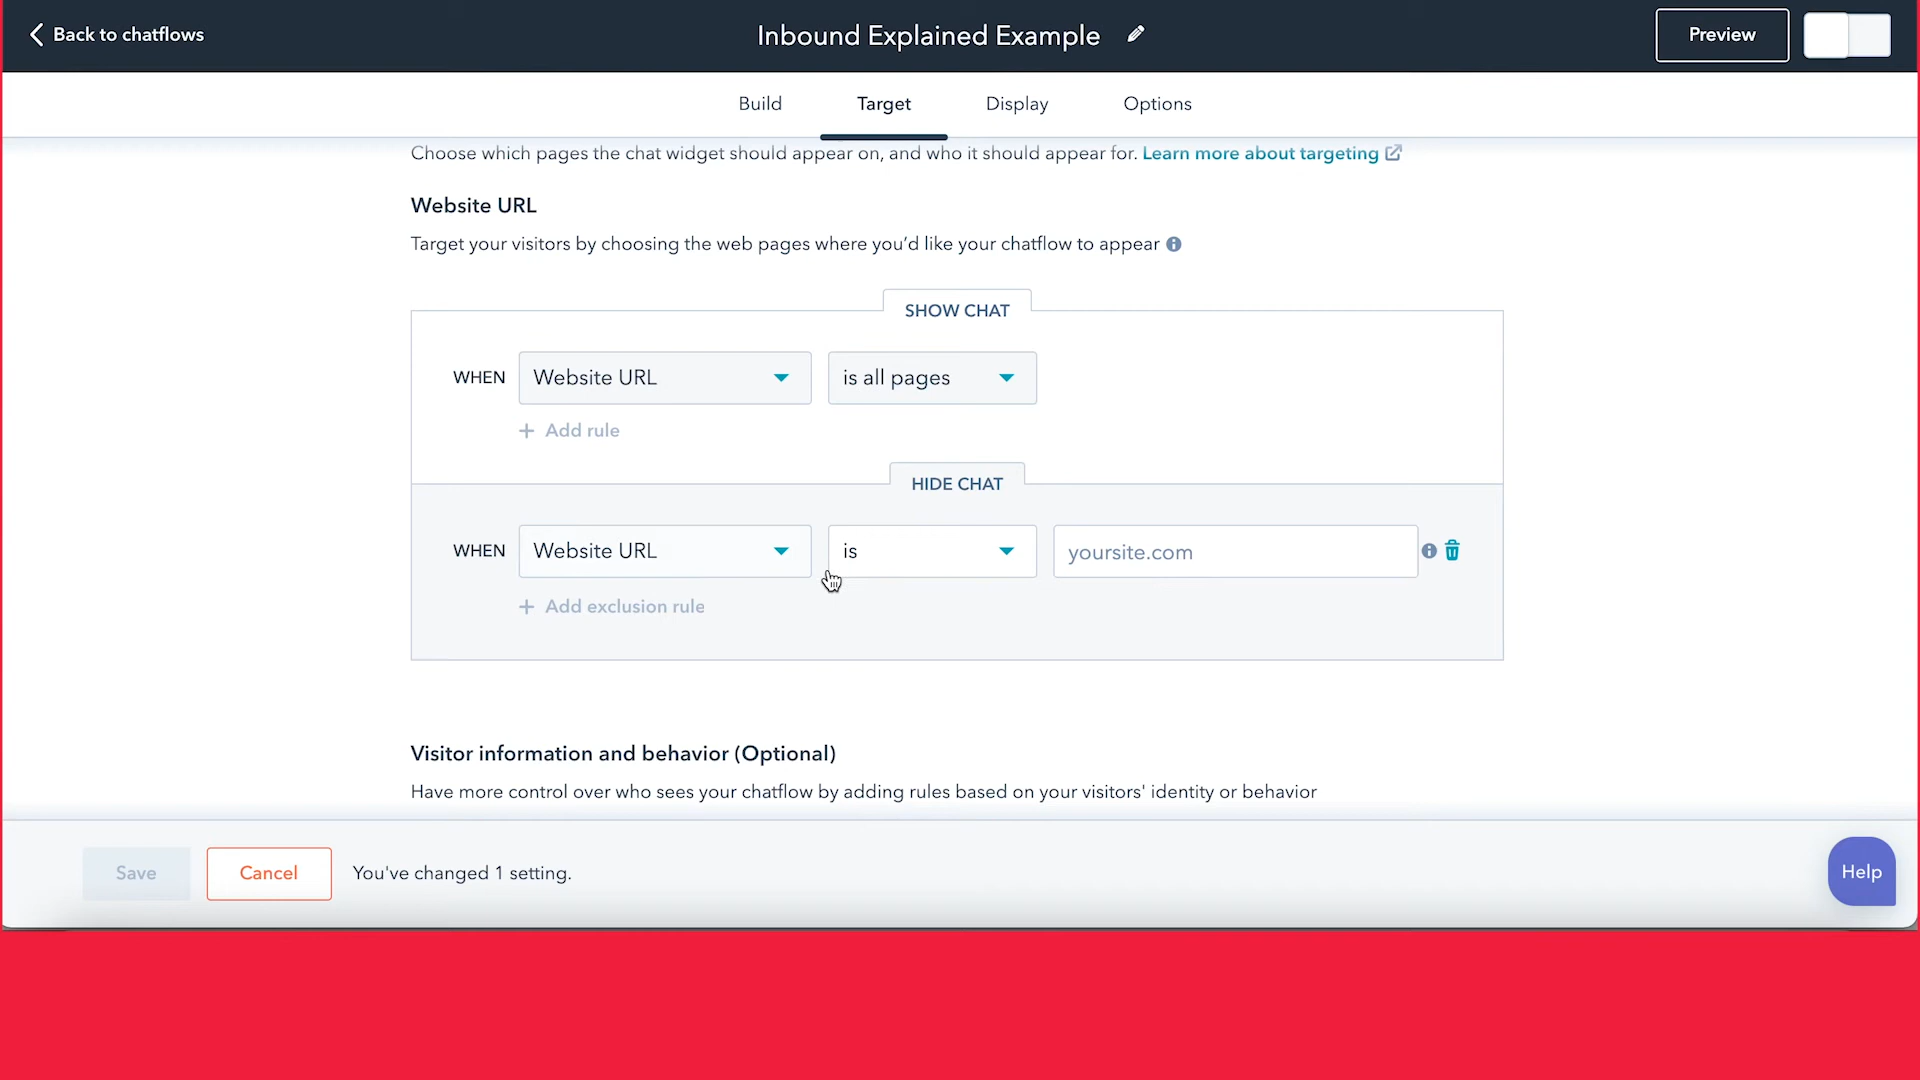 Back to chatflows
Inbound Explained Example
Preview
Build
Target
Display
Options
Choose which pages the chat widget should appear on, and who it should appear for. Learn more about targeting
Website URL
Target your visitors by choosing the web pages where you’d like your chatflow to appear
SHOW CHAT
WHEN
Website URL
is all pages
+ Add rule
HIDE CHAT
WHEN
Website URL
is
yoursite.com
+ Add exclusion rule
Visitor information and behavior (Optional)
Have more control over who sees your chatflow by adding rules based on your visitors' identity or behavior
Save
Cancel
You've changed 1 setting.
Help